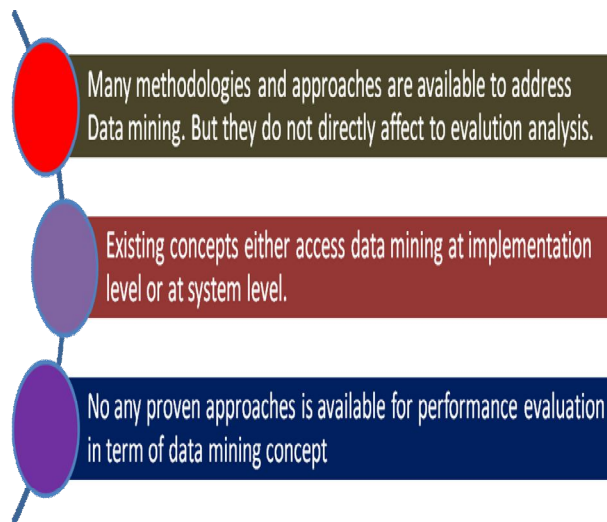 Many methodologies and approaches are available to address
Data mining. But they do not directly affect to evalution analysis.
Existing concepts either access data mining at implementation
level or at system level.
No any proven approaches is available for performance evaluation
in term of data mining concept